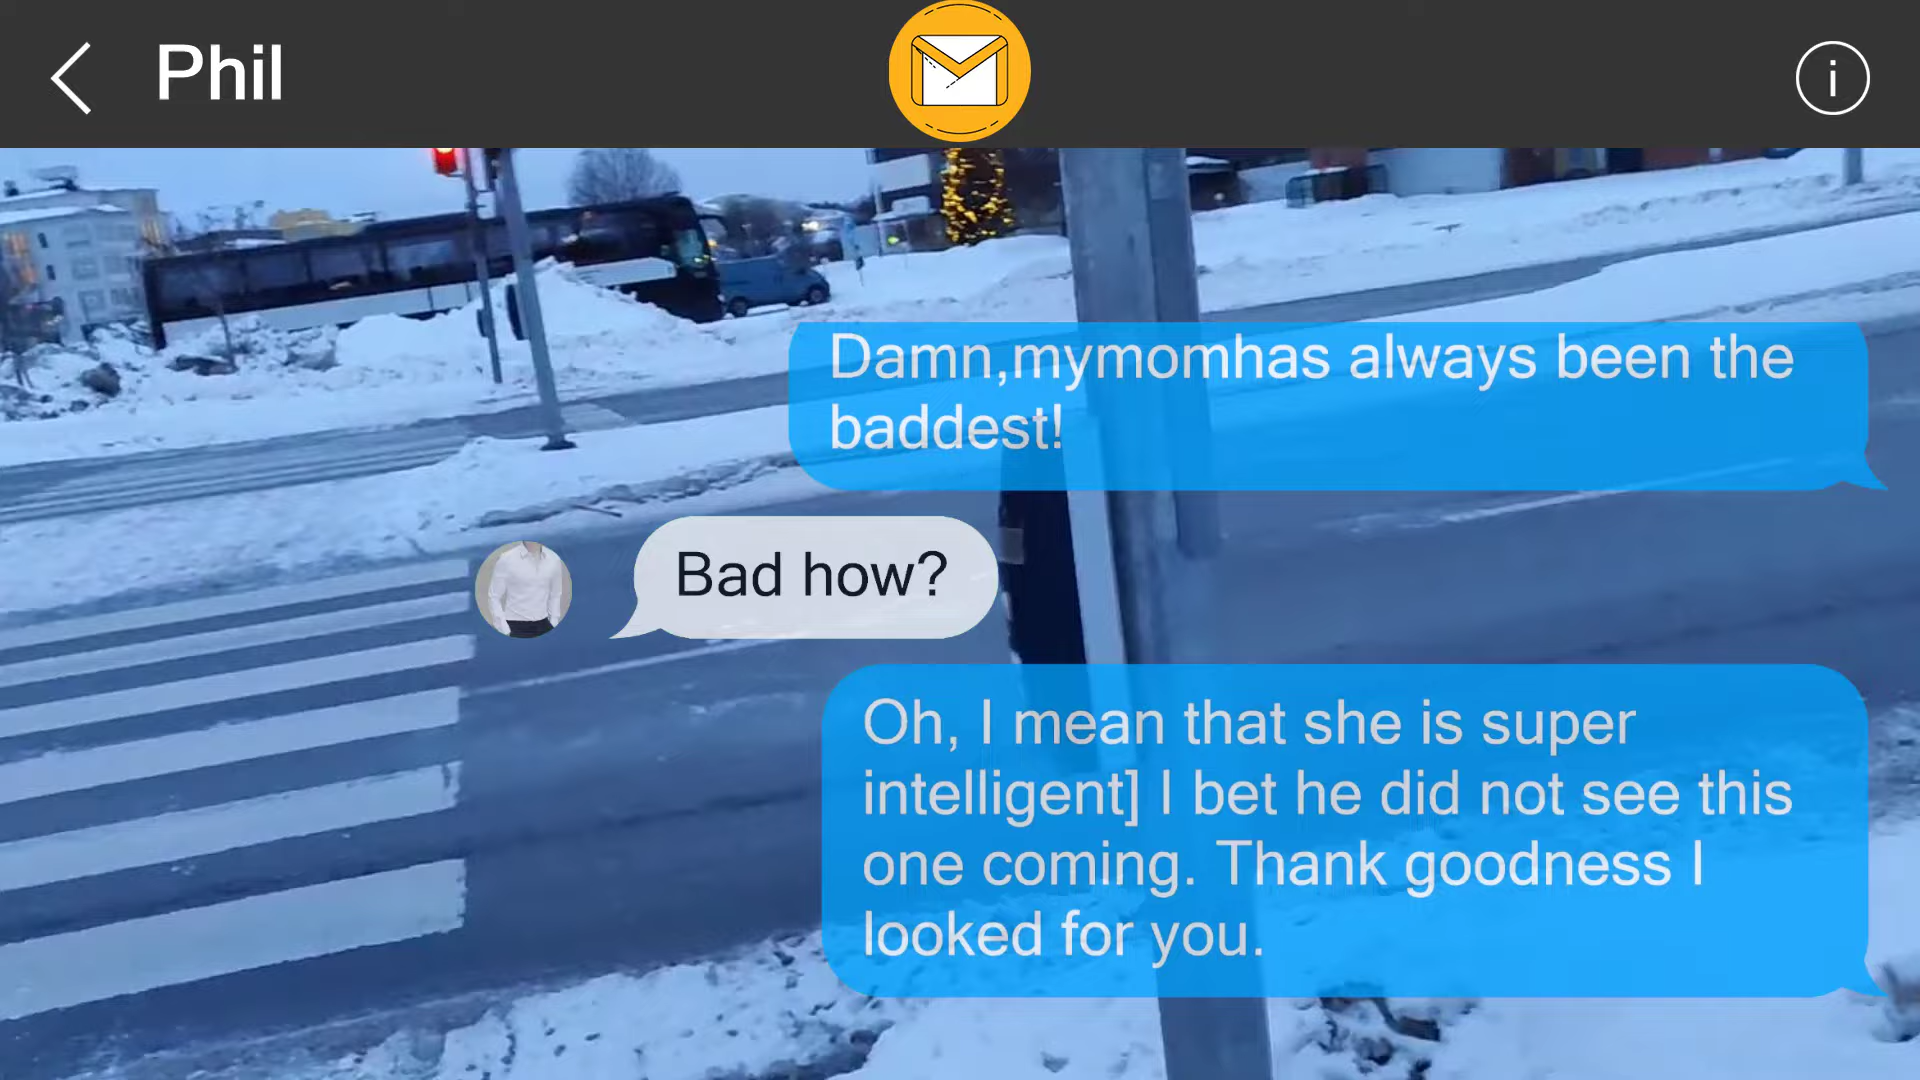 Phil
i
Damn,mymomhas always been the
baddest!
Bad how?
Oh, I mean that she is super
intelligent] I bet he did not see this
one coming. Thank goodness I
looked for you.